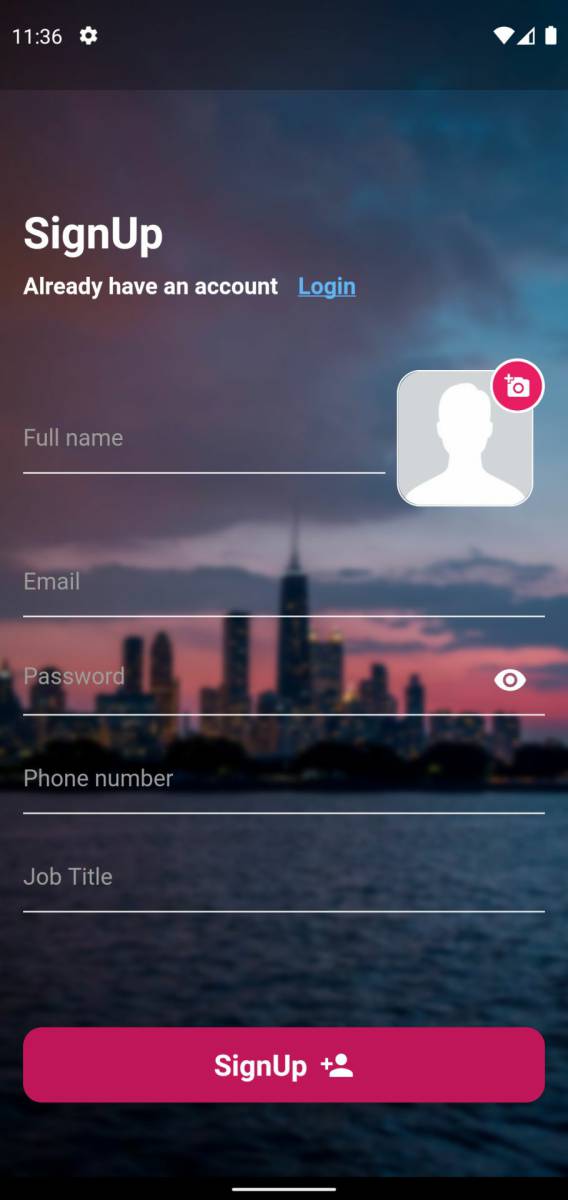 11:36
SignUp
Already have an account Login
Full name
Email
Password
Phone number
Job Title
SignUp